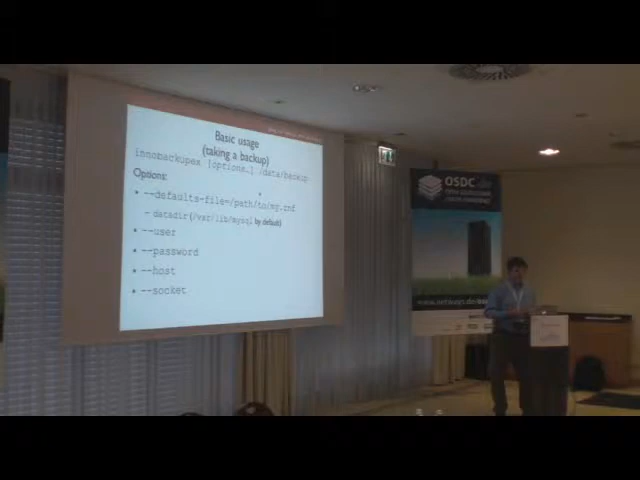 Basic usage
(taking a backup)
innobackupex [options…] /data/backup
Options:
• --defaults-file=/path/to/my.cnf
– datadir(/var/lib/mysql by default)
• --user
• --password
• --host
• --socket
OSDC.de